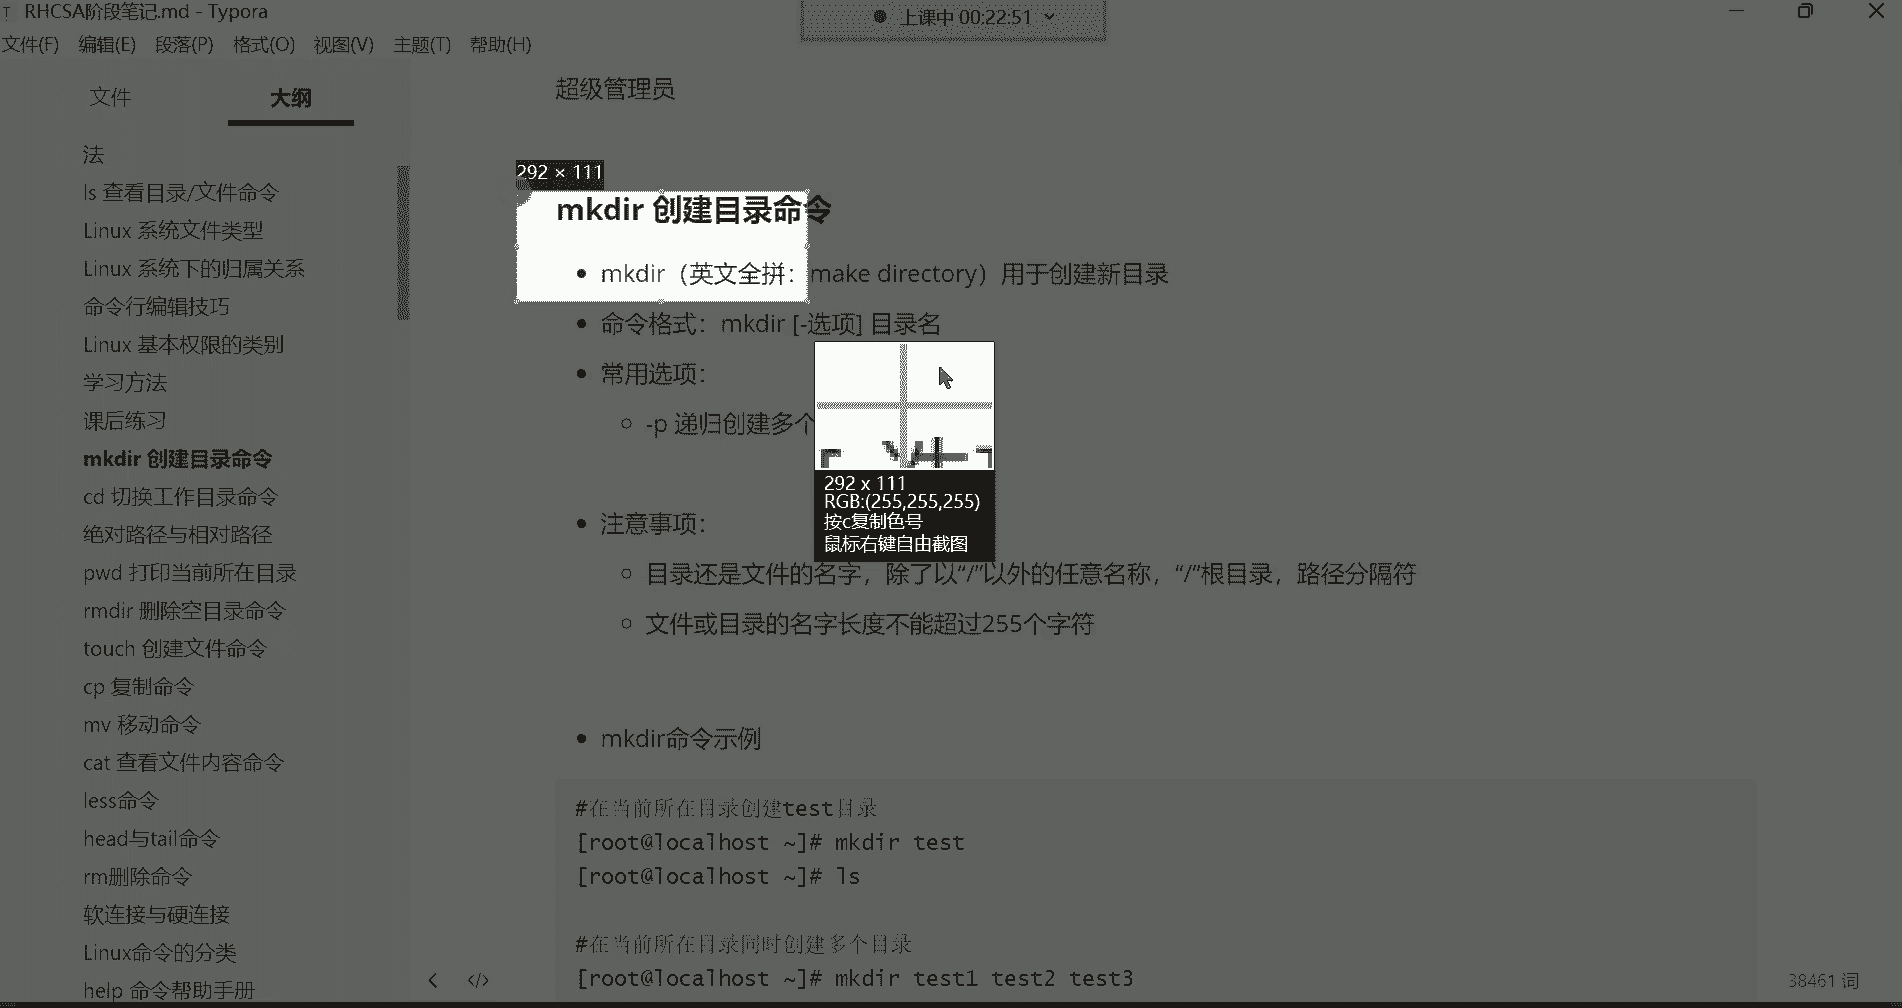 RHCSA阶段笔记.md - Typora
上课中 00:22:51
文件(F) 编辑(E) 段落(P) 格式(O) 视图(V) 主题(T) 帮助(H)
文件 大纲
法
ls 查看目录/文件命令
Linux 系统文件类型
Linux 系统下的归属关系
命令行编辑技巧
Linux 基本权限的类别
学习方法
课后练习
mkdir 创建目录命令
cd 切换工作目录命令
绝对路径与相对路径
pwd 打印当前所在目录
rmdir 删除空目录命令
touch 创建文件命令
cp 复制命令
mv 移动命令
cat 查看文件内容命令
less命令
head与tail命令
rm删除命令
软连接与硬连接
Linux命令的分类
help 命令帮助手册
超级管理员
292 × 111
mkdir 创建目录命令
mkdir（英文全拼：make directory）用于创建新目录
命令格式：mkdir [-选项] 目录名
常用选项：
-p 递归创建多个
292 x 111
RGB:(255,255,255)
按c复制色号
鼠标右键自由截图
注意事项：
目录还是文件的名字，除了以“/”以外的任意名称，“/”根目录，路径分隔符
文件或目录的名字长度不能超过255个字符
mkdir命令示例
#在当前所在目录创建test目录
[root@localhost ~]# mkdir test
[root@localhost ~]# ls
#在当前所在目录同时创建多个目录
[root@localhost ~]# mkdir test1 test2 test3
38461 词